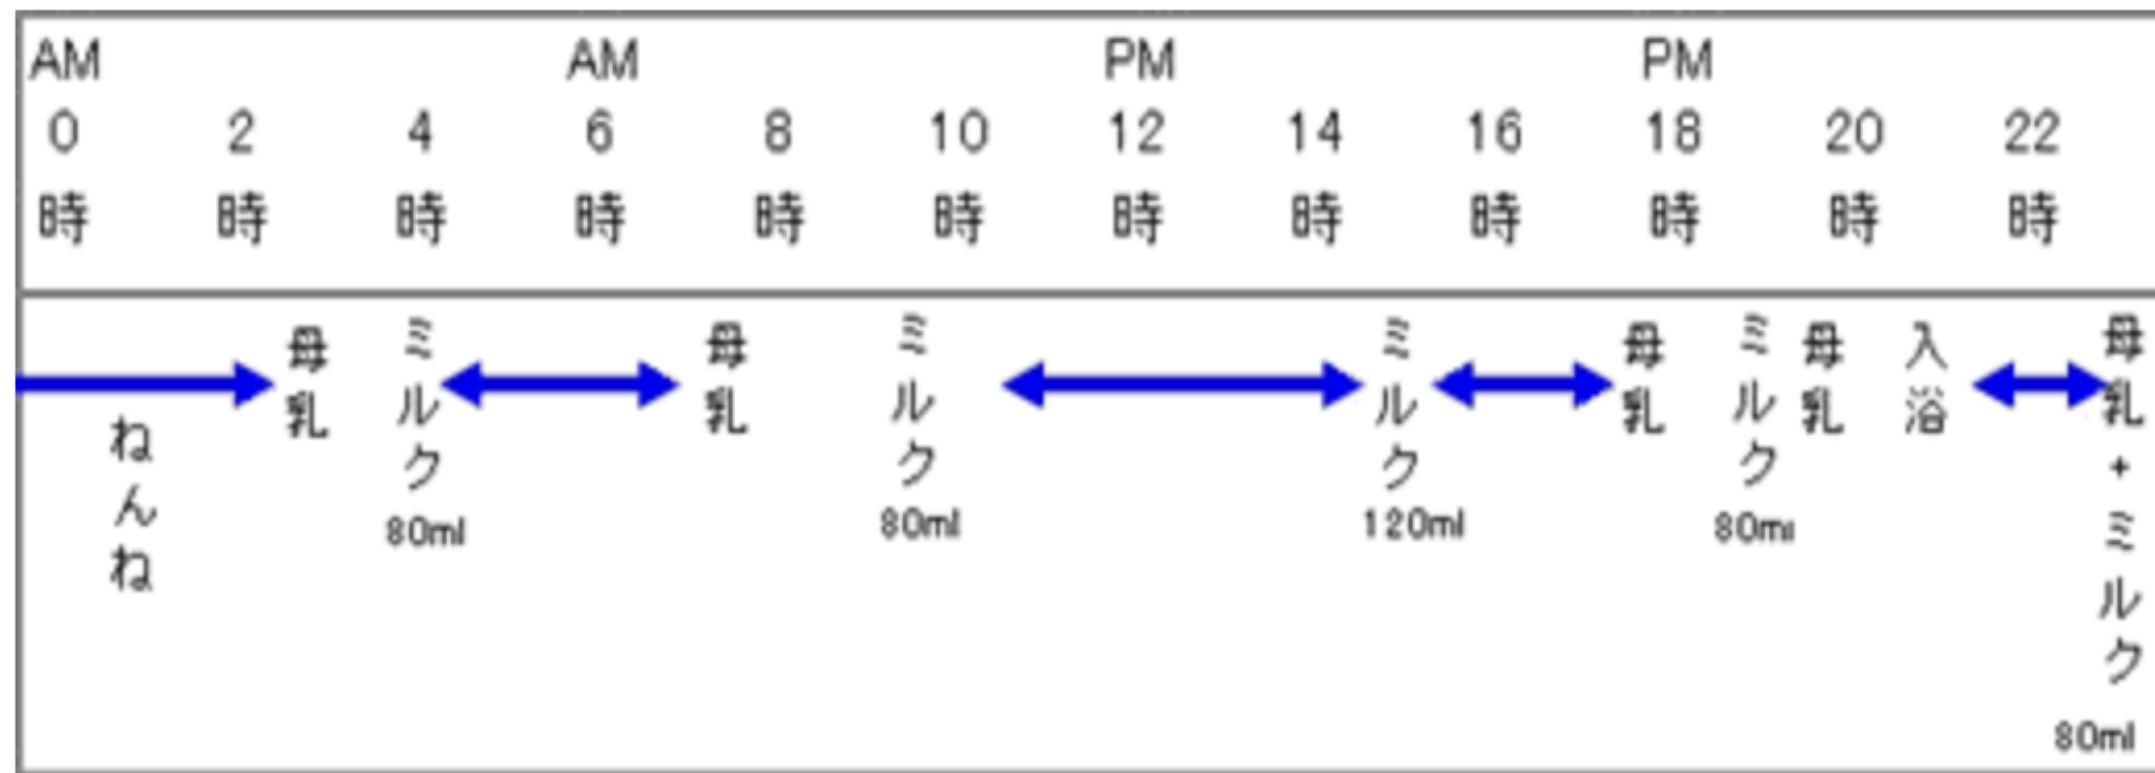 AM AM PM PM
0 2 4 6 8 10 12 14 16 18 20 22
時 時 時 時 時 時 時 時 時 時 時 時
ねんね
母乳
ミルク
80ml
母乳
ミルク
80ml
ミルク
120ml
母乳
ミルク
80ml
母乳
入浴
母乳+ミルク
80ml